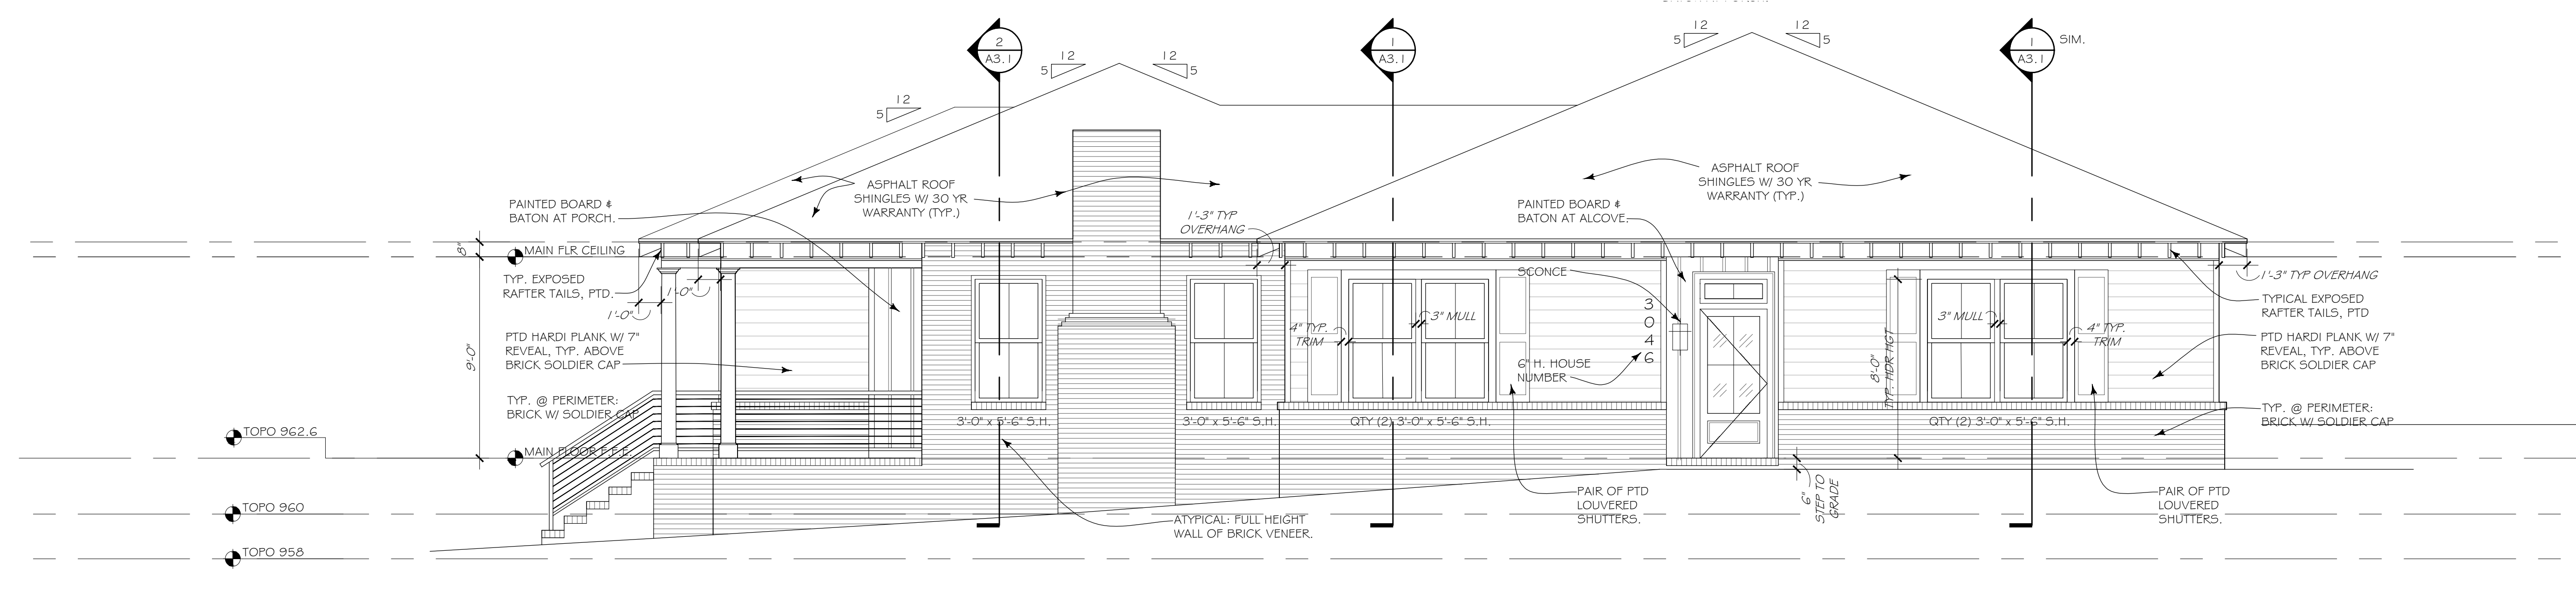 12
12
5
5
2
A3.1
1
A3.1
1
A3.1
SIM.
12
12
5
5
12
5
ASPHALT ROOF
SHINGLES W/ 30 YR
WARRANTY (TYP.)
ASPHALT ROOF
SHINGLES W/ 30 YR
WARRANTY (TYP.)
PAINTED BOARD &
BATON AT PORCH.
1'-3" TYP
OVERHANG
PAINTED BOARD &
BATON AT ALCOVE.
8"
MAIN FLR CEILING
TYP. EXPOSED
RAFTER TAILS, PTD.
1'-0"
1'-0"
SCONCE
3
0
4
6
1'-3" TYP OVERHANG
TYPICAL EXPOSED
RAFTER TAILS, PTD
9'-0"
PTD HARDI PLANK W/ 7"
REVEAL, TYP. ABOVE
BRICK SOLDIER CAP
4" TYP.
TRIM
3" MULL
6" H. HOUSE
NUMBER
8'-0"
TYP. HDR HGT
3" MULL
4" TYP.
TRIM
PTD HARDI PLANK W/ 7"
REVEAL, TYP. ABOVE
BRICK SOLDIER CAP
TYP. @ PERIMETER:
BRICK W/ SOLDIER CAP
3'-0" x 5'-6" S.H.
3'-0" x 5'-6" S.H.
QTY (2) 3'-0" x 5'-6" S.H.
QTY (2) 3'-0" x 5'-6" S.H.
TYP. @ PERIMETER:
BRICK W/ SOLDIER CAP
TOPO 962.6
MAIN FLOOR F.F.E.
TOPO 960
TOPO 958
ATYPICAL: FULL HEIGHT
WALL OF BRICK VENEER.
PAIR OF PTD
LOUVERED
SHUTTERS.
6"
STEP TO
GRADE
PAIR OF PTD
LOUVERED
SHUTTERS.